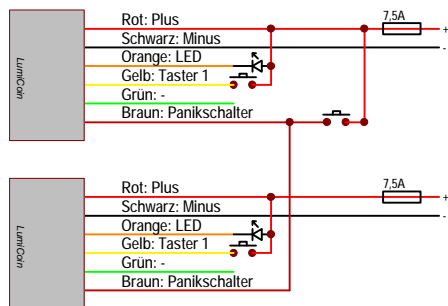 7,5A
Rot: Plus
+
Schwarz: Minus
-
Orange: LED
Gelb: Taster 1
Grün: -
Braun: Panikschalter
LumiCoin
7,5A
Rot: Plus
+
Schwarz: Minus
-
Orange: LED
Gelb: Taster 1
Grün: -
Braun: Panikschalter
LumiCoin